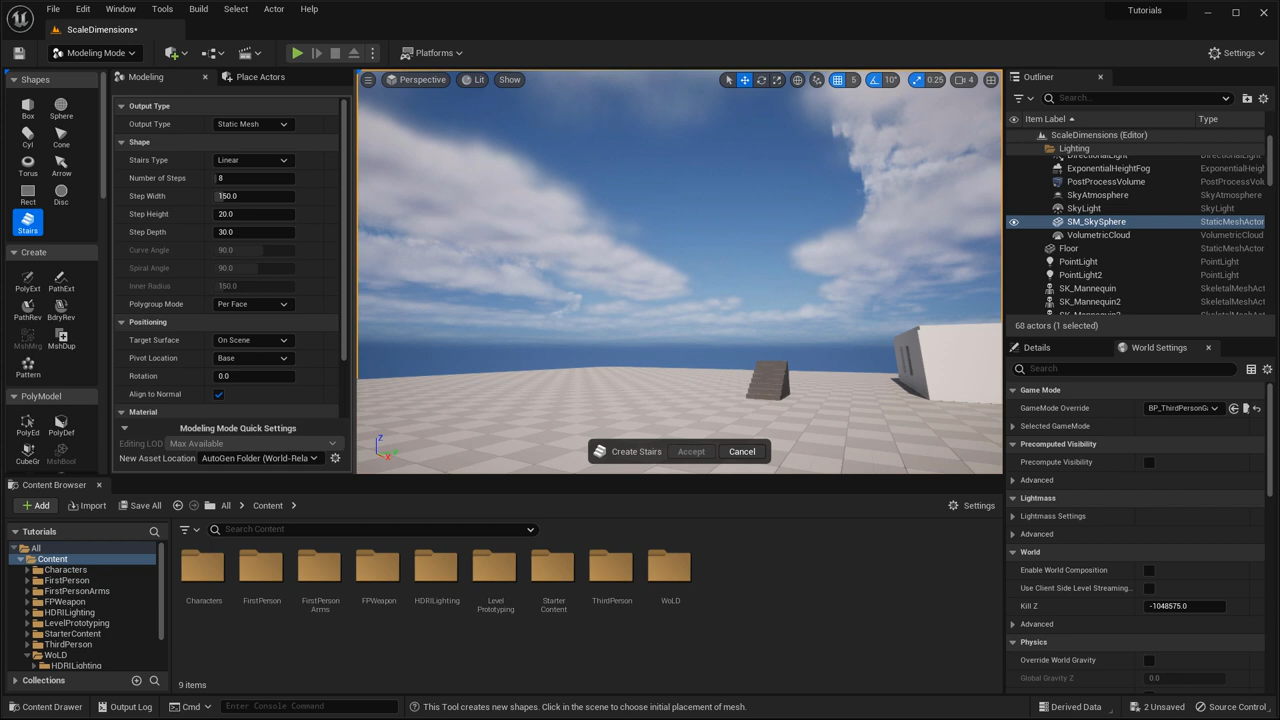 File Edit Window Tools Build Select Actor Help
Tutorials
ScaleDimensions*
Modeling Mode
Platforms
Settings
Shapes
Box Sphere
Cyl Cone
Torus Arrow
Rect Disc
Stairs
Create
PolyExt PathExt
PathRev BdryRev
MshMrg MshDup
Pattern
PolyModel
PolyEd PolyDef
CubeGr MshBool
Modeling
Place Actors
Output Type
Output Type Static Mesh
Shape
Stairs Type Linear
Number of Steps 8
Step Width 150.0
Step Height 20.0
Step Depth 30.0
Curve Angle 90.0
Spiral Angle 90.0
Inner Radius 150.0
Polygroup Mode Per Face
Positioning
Target Surface On Scene
Pivot Location Base
Rotation 0.0
Align to Normal
Material
Modeling Mode Quick Settings
Editing LOD Max Available
New Asset Location AutoGen Folder (World-Rela
Perspective Lit Show
5 10° 0.25 4
Z
Create Stairs Accept Cancel
Outliner
Search...
Item Label Type
ScaleDimensions (Editor)
Lighting
DirectionalLight DirectionalLight
ExponentialHeightFog ExponentialHeigh
PostProcessVolume PostProcessVolu
SkyAtmosphere SkyAtmosphere
SkyLight SkyLight
SM_SkySphere StaticMeshActor
VolumetricCloud VolumetricCloud
Floor StaticMeshActor
PointLight PointLight
PointLight2 PointLight
SK_Mannequin SkeletalMeshAct
SK_Mannequin2 SkeletalMeshAct
68 actors (1 selected)
Details
World Settings
Search
Game Mode
GameMode Override BP_ThirdPersonGa
Selected GameMode
Precomputed Visibility
Precompute Visibility
Advanced
Lightmass
Lightmass Settings
Advanced
World
Enable World Composition
Use Client Side Level Streaming...
Kill Z -1048575.0
Advanced
Physics
Override World Gravity
Global Gravity Z 0.0
Content Browser
Add Import Save All All Content
Settings
Tutorials
All
Content
Characters
FirstPerson
FirstPersonArms
FPWeapon
HDRILighting
LevelPrototyping
StarterContent
ThirdPerson
WoLD
HDRILighting
Collections
Search Content
Characters
FirstPerson
FirstPerson
Arms
FPWeapon
HDRILighting
Level
Prototyping
Starter
Content
ThirdPerson
WoLD
9 items
Content Drawer Output Log Cmd Enter Console Command
This Tool creates new shapes. Click in the scene to choose initial placement of mesh.
Derived Data 2 Unsaved Source Control